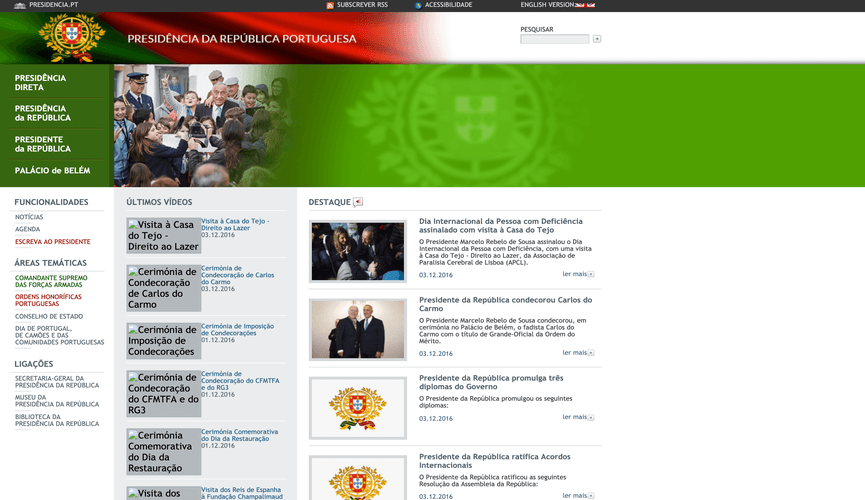 PRESIDENCIA.PT
SUBSCREVER RSS
ACESSIBILIDADE
ENGLISH VERSION
PRESIDÊNCIA DA REPÚBLICA PORTUGUESA
PESQUISAR
PRESIDÊNCIA
DIRETA
PRESIDÊNCIA
da REPÚBLICA
PRESIDENTE
da REPÚBLICA
PALÁCIO de BELÉM
FUNCIONALIDADES
NOTÍCIAS
AGENDA
ESCREVA AO PRESIDENTE
ÁREAS TEMÁTICAS
COMANDANTE SUPREMO
DAS FORÇAS ARMADAS
ORDENS HONORÍFICAS
PORTUGUESAS
CONSELHO DE ESTADO
DIA DE PORTUGAL,
DE CAMÕES E DAS
COMUNIDADES PORTUGUESAS
LIGAÇÕES
SECRETARIA-GERAL DA
PRESIDÊNCIA DA REPÚBLICA
MUSEU DA
PRESIDÊNCIA DA REPÚBLICA
BIBLIOTECA DA
PRESIDÊNCIA DA REPÚBLICA
ÚLTIMOS VÍDEOS
Visita à Casa
do Tejo -
Direito ao Lazer
Visita à Casa do Tejo -
Direito ao Lazer
03.12.2016
Cerimónia de
Condecoração
de Carlos do
Carmo
Cerimónia de
Condecoração de Carlos
do Carmo
03.12.2016
Cerimónia de
Imposição de
Condecorações
Cerimónia de Imposição
de Condecorações
01.12.2016
Cerimónia de
Condecoração
do CFMTFA e do
RG3
Cerimónia de
Condecoração do CFMTFA
e do RG3
01.12.2016
Cerimónia
Comemorativa
do Dia da
Restauração
Cerimónia Comemorativa
do Dia da Restauração
01.12.2016
Visita dos
Visita dos Reis de Espanha
à Fundação Champalimaud
DESTAQUE
Dia Internacional da Pessoa com Deficiência
assinalado com visita à Casa do Tejo
O Presidente Marcelo Rebelo de Sousa assinalou o Dia
Internacional da Pessoa com Deficiência, com uma visita
à Casa do Tejo - Direito ao Lazer, da Associação de
Paralisia Cerebral de Lisboa (APCL).
03.12.2016
ler mais
Presidente da República condecorou Carlos do
Carmo
O Presidente Marcelo Rebelo de Sousa condecorou, em
cerimónia no Palácio de Belém, o fadista Carlos do
Carmo com o título de Grande-Oficial da Ordem do
Mérito.
03.12.2016
ler mais
Presidente da República promulga três
diplomas do Governo
O Presidente da República promulgou os seguintes
diplomas:
03.12.2016
ler mais
Presidente da República ratifica Acordos
Internacionais
O Presidente da República ratificou as seguintes
Resolução da Assembleia da República:
03.12.2016
ler mais